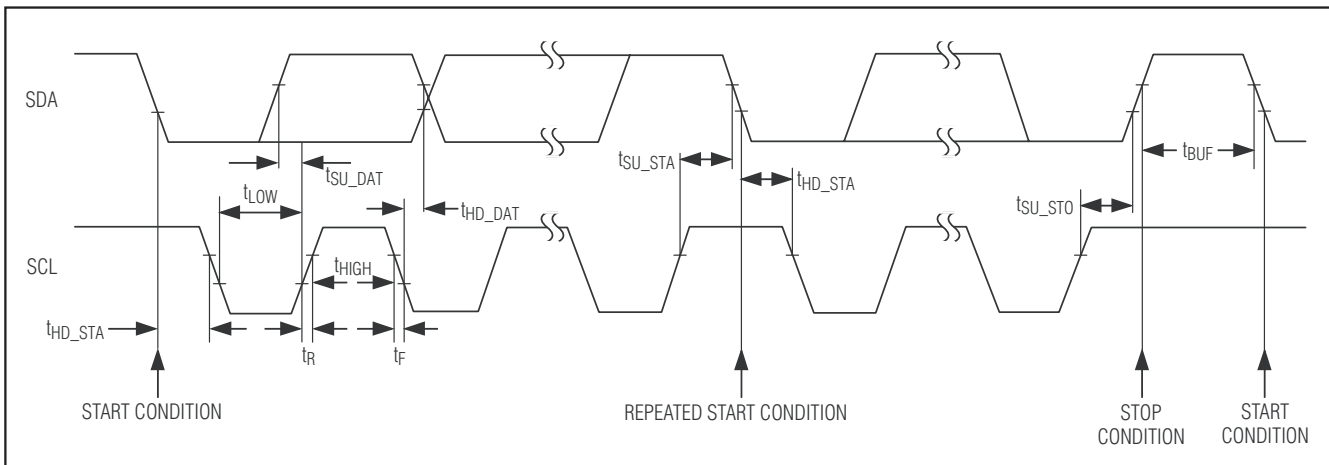 SDA
tSU_DAT
tLOW
tHD_DAT
tSU_STA
tHD_STA
tBUF
tSU_STO
SCL
tHIGH
tHD_STA
tR
tF
START CONDITION
REPEATED START CONDITION
STOP
CONDITION
START
CONDITION